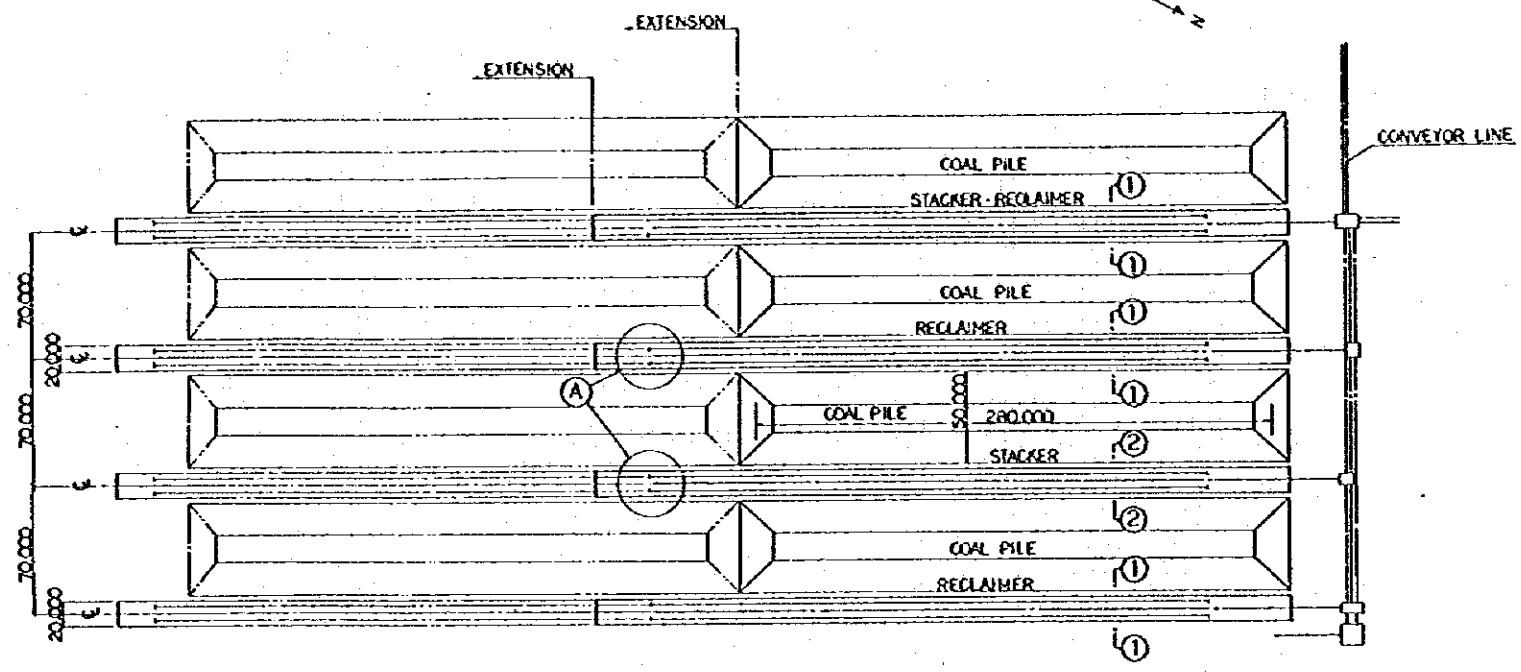 N
EXTENSION
EXTENSION
CONVEYOR LINE
COAL PILE
STACKER-RECLAIMER
1
℄
1
70,000
COAL PILE
1
RECLAIMER
20,000
℄
A
1
COAL PILE
50,000
280,000
70,000
2
STACKER
℄
2
COAL PILE
70,000
1
RECLAIMER
20,000
℄
1